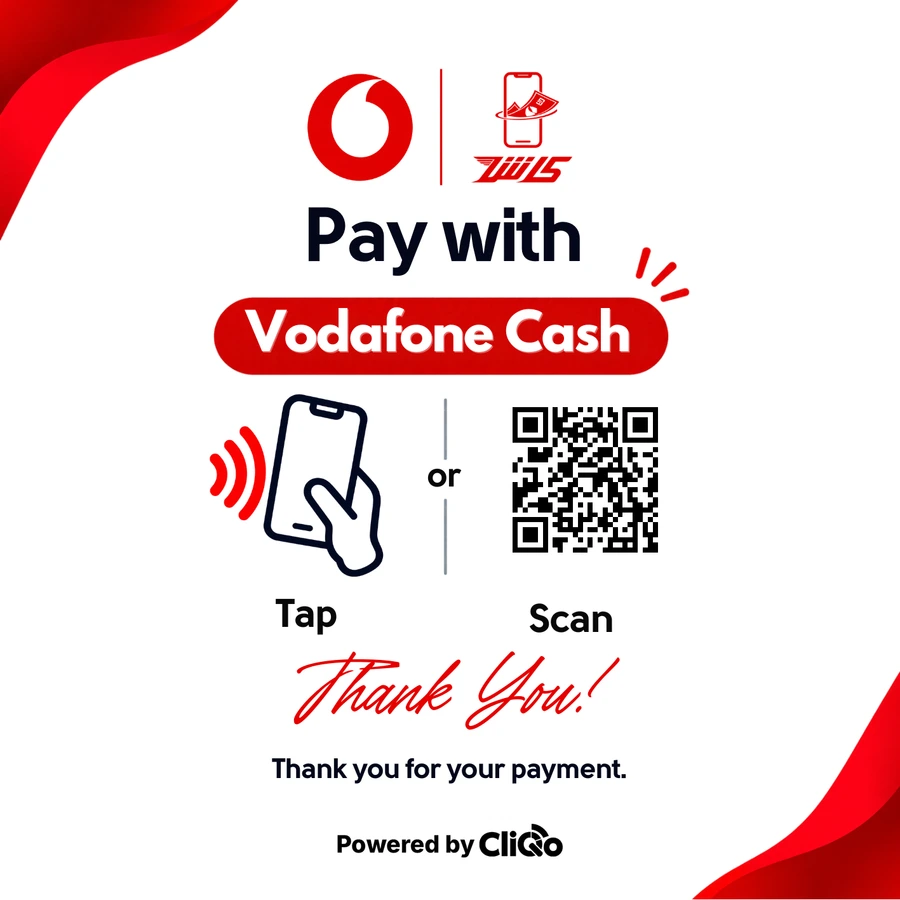 كاش
Pay with
Vodafone Cash
or
Tap
Scan
Thank You!
Thank you for your payment.
Powered by CliQo